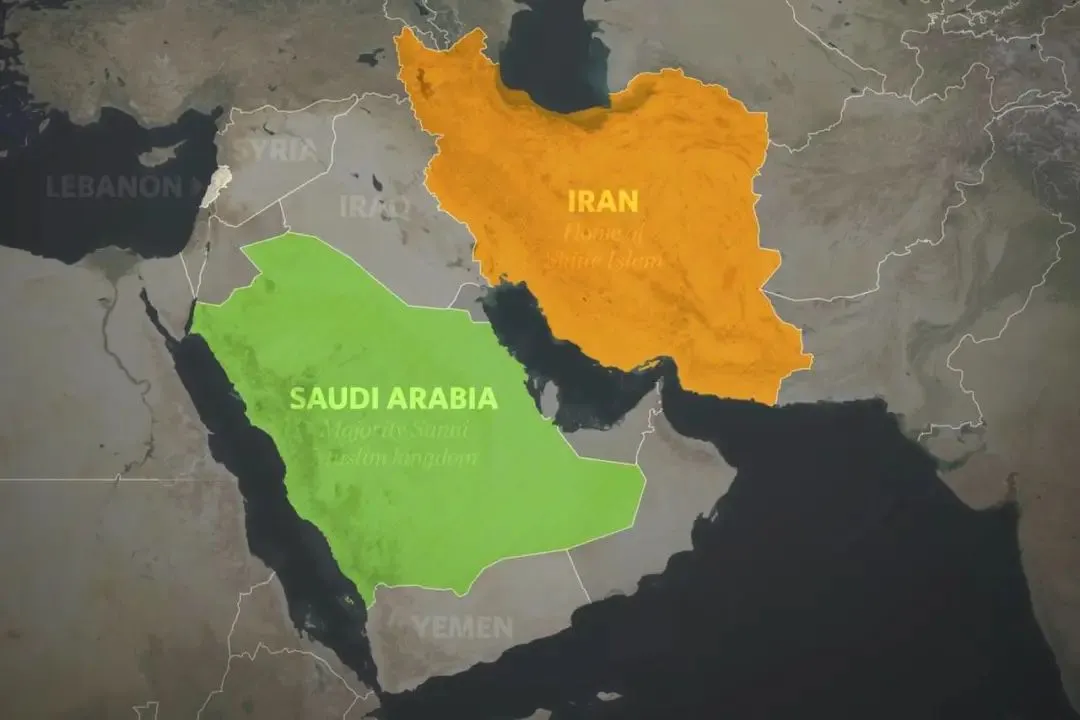 SYRIA
LEBANON
IRAQ
IRAN
Home of
Shiite Islam
SAUDI ARABIA
Majority Sunni
Muslim kingdom
YEMEN